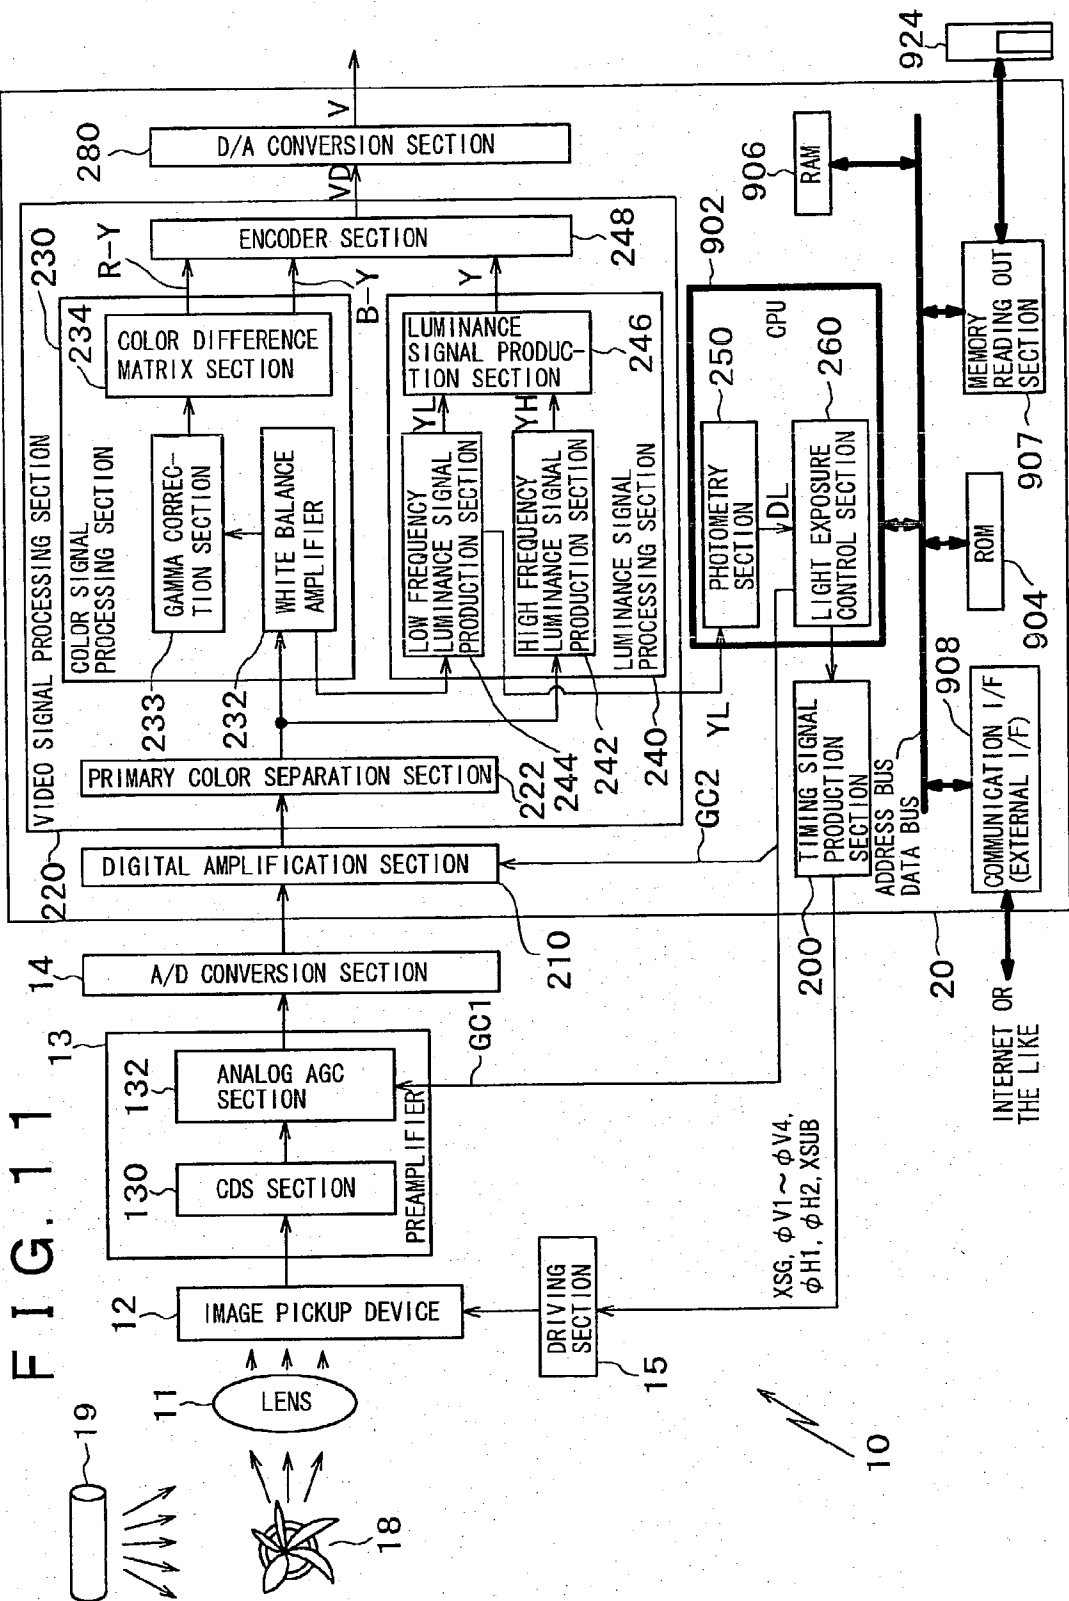 FIG. 11
19
18
11
LENS
12
IMAGE PICKUP DEVICE
DRIVING
SECTION
15
10
13
130
CDS SECTION
132
ANALOG AGC
SECTION
PREAMPLIFIER
GC1
14
A/D CONVERSION SECTION
XSG, φV1~φV4,
φH1, φH2, XSUB
INTERNET OR
THE LIKE
20
220
DIGITAL AMPLIFICATION SECTION
210
GC2
VIDEO SIGNAL PROCESSING SECTION
PRIMARY COLOR SEPARATION SECTION
222
COLOR SIGNAL
PROCESSING SECTION
230
233
GAMMA CORREC-
TION SECTION
232
WHITE BALANCE
AMPLIFIER
234
COLOR DIFFERENCE
MATRIX SECTION
R-Y
B-Y
244
LOW FREQUENCY
LUMINANCE SIGNAL
PRODUCTION SECTION
YL
242
HIGH FREQUENCY
LUMINANCE SIGNAL
PRODUCTION SECTION
YH
LUMINANCE
SIGNAL PRODUC-
TION SECTION
246
LUMINANCE SIGNAL
PROCESSING SECTION
240
Y
ENCODER SECTION
248
VD
280
D/A CONVERSION SECTION
V
YL
902
CPU
PHOTOMETRY
SECTION
250
DL
LIGHT EXPOSURE
CONTROL SECTION
260
TIMING SIGNAL
PRODUCTION
SECTION
200
ADDRESS BUS
DATA BUS
COMMUNICATION I/F
(EXTERNAL I/F)
908
ROM
904
RAM
906
MEMORY
READING OUT
SECTION
907
924